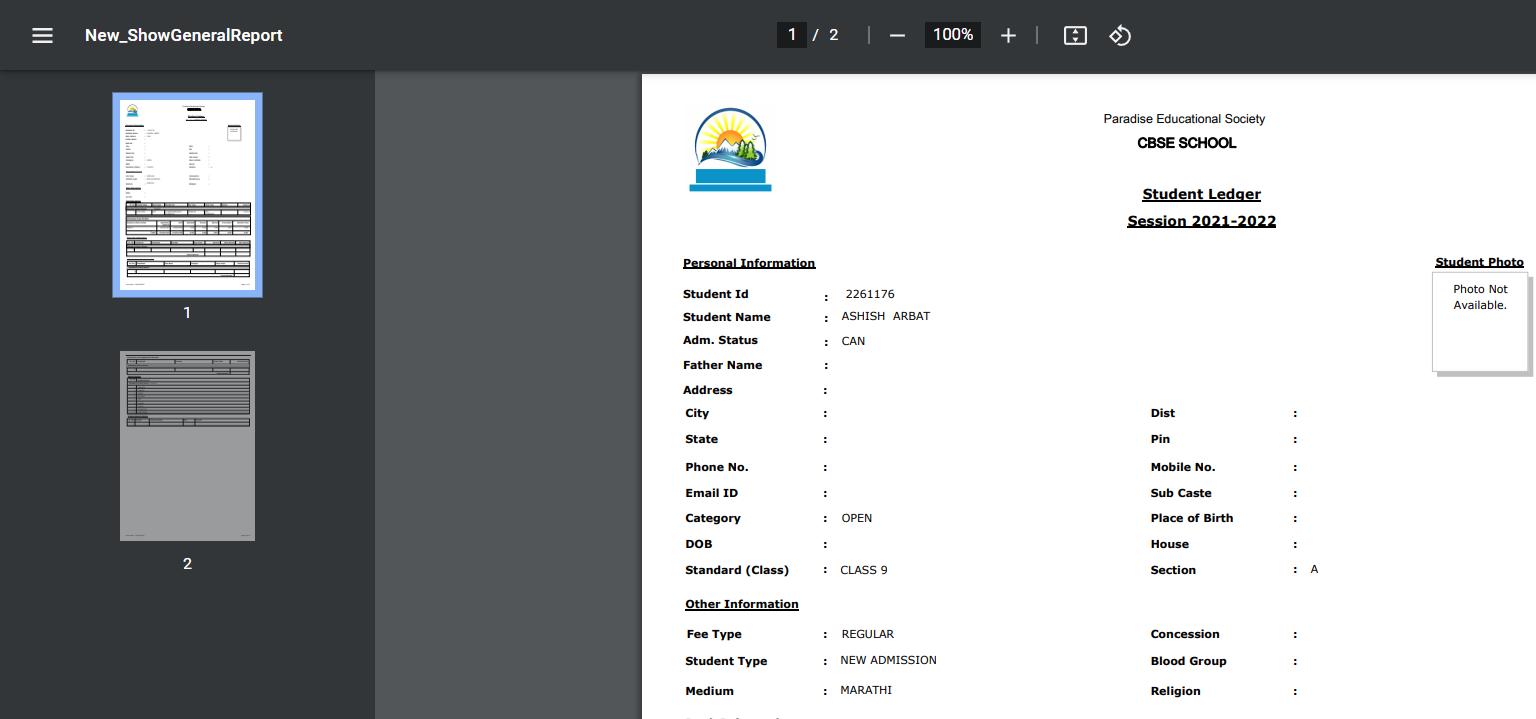 New_ShowGeneralReport
1 / 2
100%
1
2
Paradise Educational Society
CBSE SCHOOL
Student Ledger
Session 2021-2022
Personal Information
Student Photo
Photo Not
Available.
Student Id : 2261176
Student Name : ASHISH ARBAT
Adm. Status : CAN
Father Name :
Address :
City : Dist :
State : Pin :
Phone No. : Mobile No. :
Email ID : Sub Caste :
Category : OPEN Place of Birth :
DOB : House :
Standard (Class) : CLASS 9 Section : A
Other Information
Fee Type : REGULAR Concession :
Student Type : NEW ADMISSION Blood Group :
Medium : MARATHI Religion :